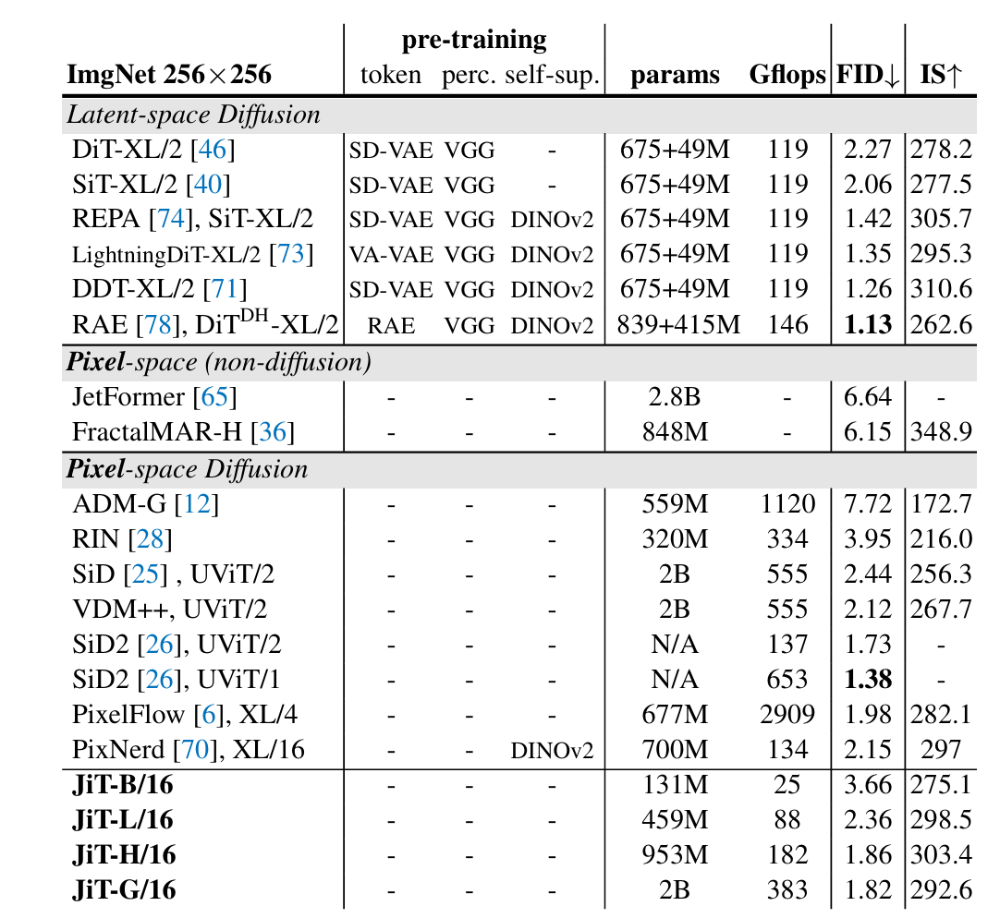 pre-training
ImgNet 256×256 token perc. self-sup. params Gflops FID↓ IS↑
Latent-space Diffusion
DiT-XL/2 [46] SD-VAE VGG - 675+49M 119 2.27 278.2
SiT-XL/2 [40] SD-VAE VGG - 675+49M 119 2.06 277.5
REPA [74], SiT-XL/2 SD-VAE VGG DINOv2 675+49M 119 1.42 305.7
LightningDiT-XL/2 [73] VA-VAE VGG DINOv2 675+49M 119 1.35 295.3
DDT-XL/2 [71] SD-VAE VGG DINOv2 675+49M 119 1.26 310.6
RAE [78], DiTᴰᴴ-XL/2 RAE VGG DINOv2 839+415M 146 1.13 262.6
Pixel-space (non-diffusion)
JetFormer [65] - - - 2.8B - 6.64 -
FractalMAR-H [36] - - - 848M - 6.15 348.9
Pixel-space Diffusion
ADM-G [12] - - - 559M 1120 7.72 172.7
RIN [28] - - - 320M 334 3.95 216.0
SiD [25] , UViT/2 - - - 2B 555 2.44 256.3
VDM++, UViT/2 - - - 2B 555 2.12 267.7
SiD2 [26], UViT/2 - - - N/A 137 1.73 -
SiD2 [26], UViT/1 - - - N/A 653 1.38 -
PixelFlow [6], XL/4 - - - 677M 2909 1.98 282.1
PixNerd [70], XL/16 - - DINOv2 700M 134 2.15 297
JiT-B/16 - - - 131M 25 3.66 275.1
JiT-L/16 - - - 459M 88 2.36 298.5
JiT-H/16 - - - 953M 182 1.86 303.4
JiT-G/16 - - - 2B 383 1.82 292.6